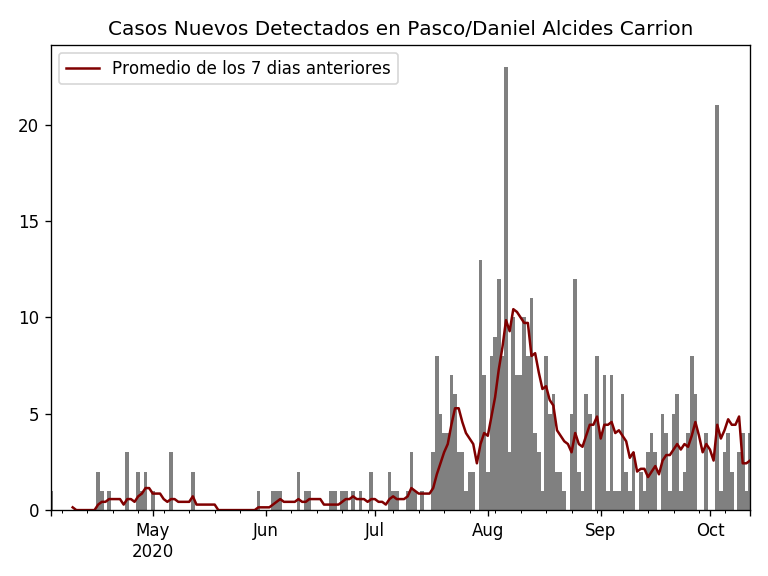 Casos Nuevos Detectados en Pasco/Daniel Alcides Carrion
Promedio de los 7 dias anteriores
20
15
10
5
0
May Jun Jul Aug Sep Oct
2020